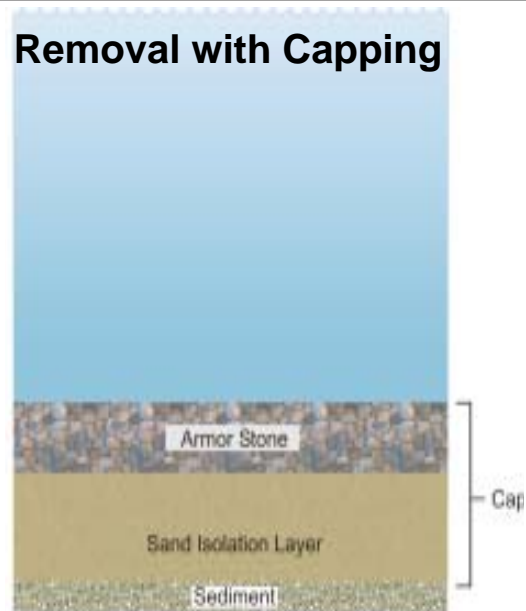 Removal with Capping
Armor Stone
Cap
Sand Isolation Layer
Sediment